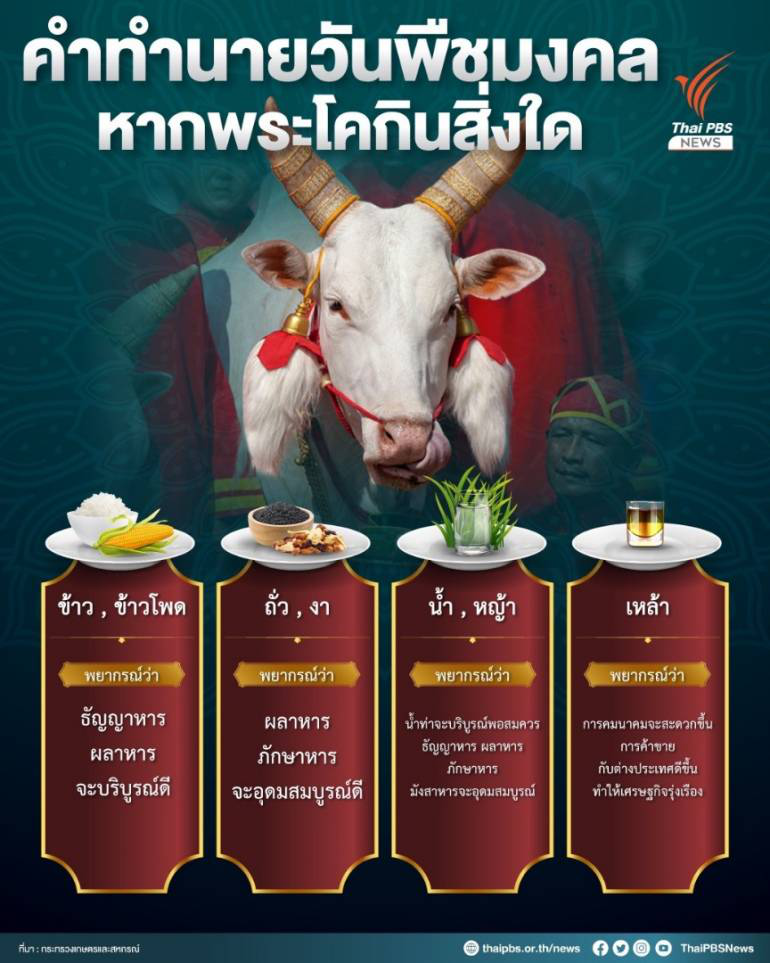 คำทำนายวันพืชมงคล
หากพระโคกินสิ่งใด
Thai PBS
NEWS
ข้าว , ข้าวโพด
พยากรณ์ว่า
ธัญญาหาร
ผลาหาร
จะบริบูรณ์ดี
ถั่ว , งา
พยากรณ์ว่า
ผลาหาร
ภักษาหาร
จะอุดมสมบูรณ์ดี
น้ำ , หญ้า
พยากรณ์ว่า
น้ำท่าจะบริบูรณ์พอสมควร
ธัญญาหาร ผลาหาร
ภักษาหาร
มังสาหารจะอุดมสมบูรณ์
เหล้า
พยากรณ์ว่า
การคมนาคมจะสะดวกขึ้น
การค้าขาย
กับต่างประเทศดีขึ้น
ทำให้เศรษฐกิจรุ่งเรือง
ที่มา : กระทรวงเกษตรและสหกรณ์
thaipbs.or.th/news
ThaiPBSNews